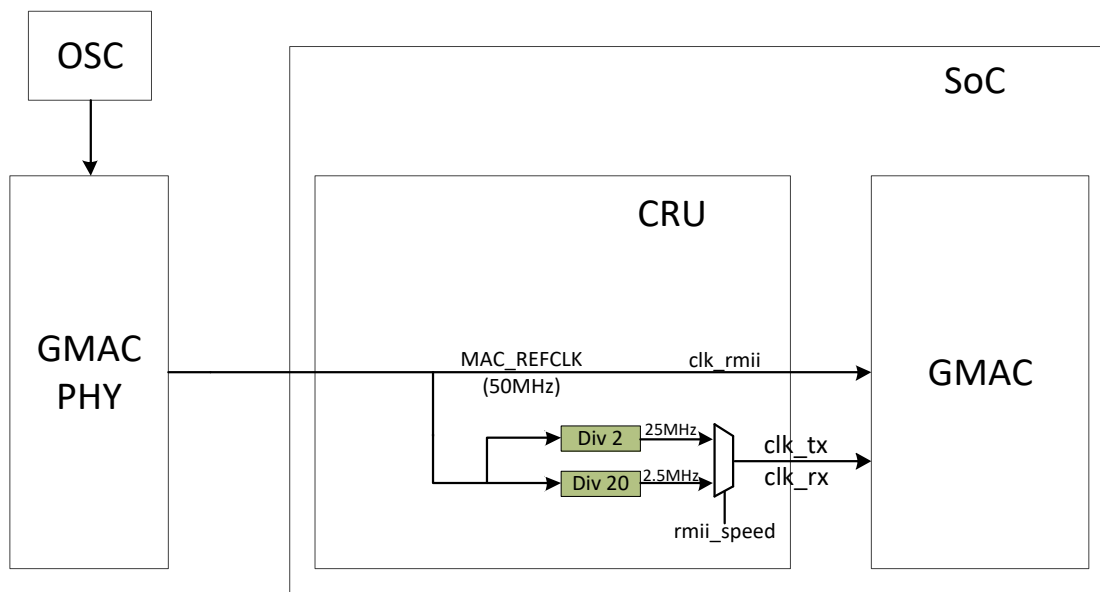 OSC
SoC
CRU
GMAC
PHY
MAC_REFCLK
(50MHz)
clk_rmii
GMAC
Div 2
25MHz
clk_tx
Div 20
2.5MHz
clk_rx
rmii_speed